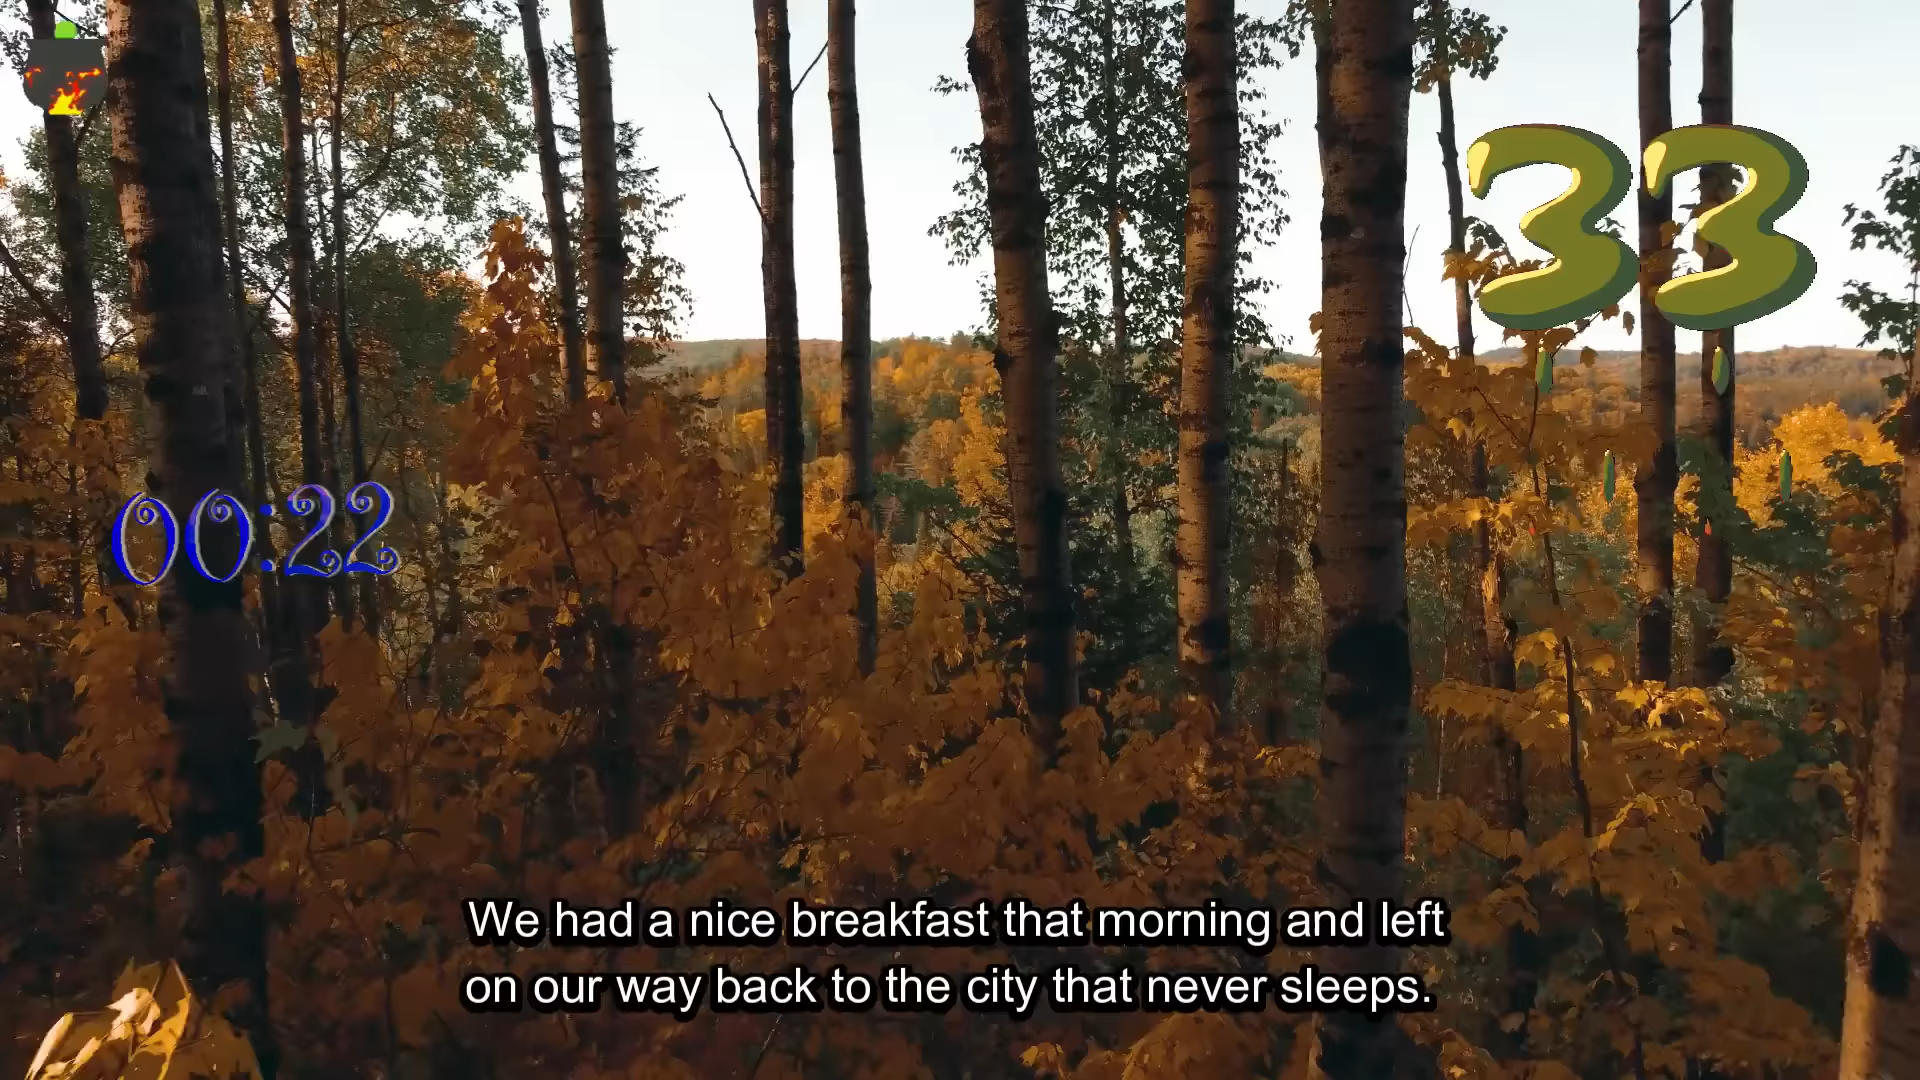 33
00:22
We had a nice breakfast that morning and left
on our way back to the city that never sleeps.